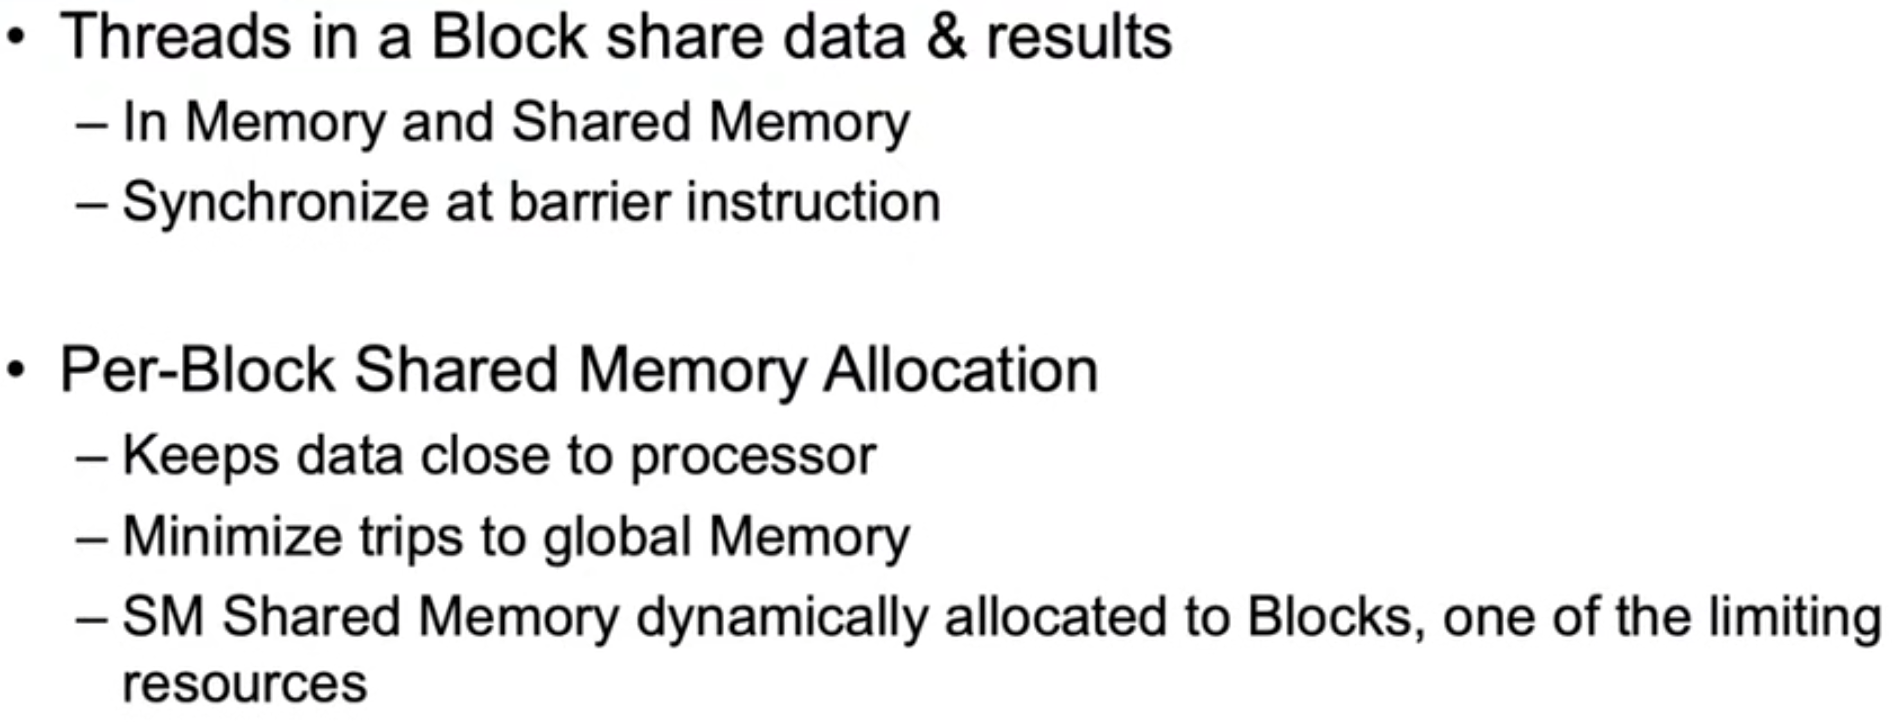 • Threads in a Block share data & results
– In Memory and Shared Memory
– Synchronize at barrier instruction
• Per-Block Shared Memory Allocation
– Keeps data close to processor
– Minimize trips to global Memory
– SM Shared Memory dynamically allocated to Blocks, one of the limiting
resources